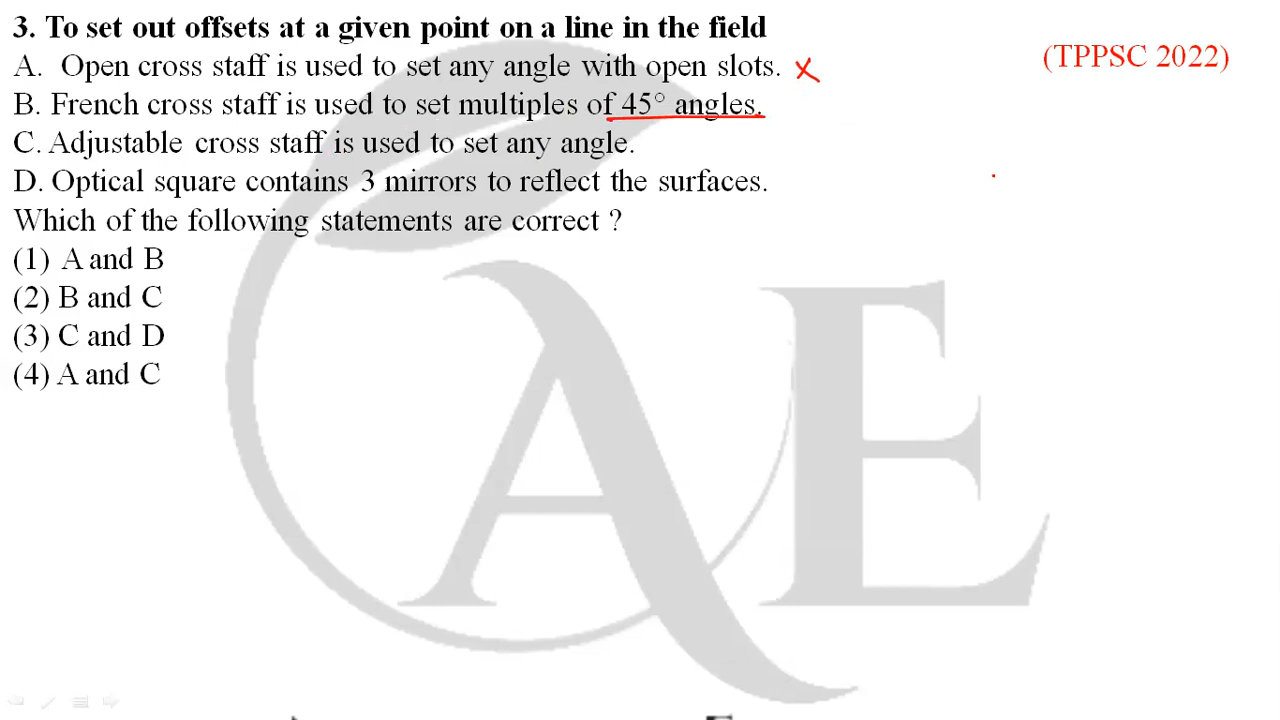 3. To set out offsets at a given point on a line in the field
(TPPSC 2022)
A. Open cross staff is used to set any angle with open slots.
B. French cross staff is used to set multiples of 45° angles.
C. Adjustable cross staff is used to set any angle.
D. Optical square contains 3 mirrors to reflect the surfaces.
Which of the following statements are correct ?
(1) A and B
(2) B and C
(3) C and D
(4) A and C
AE